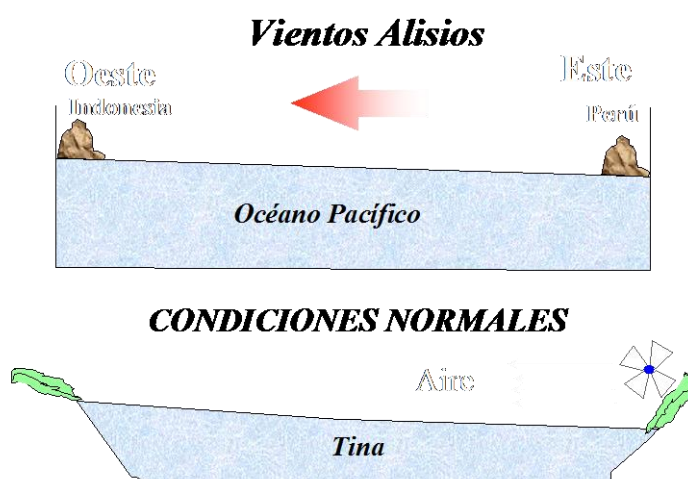 Vientos Alisios
Oeste
Este
Indonesia
Perú
Océano Pacífico
CONDICIONES NORMALES
Aire
Tina